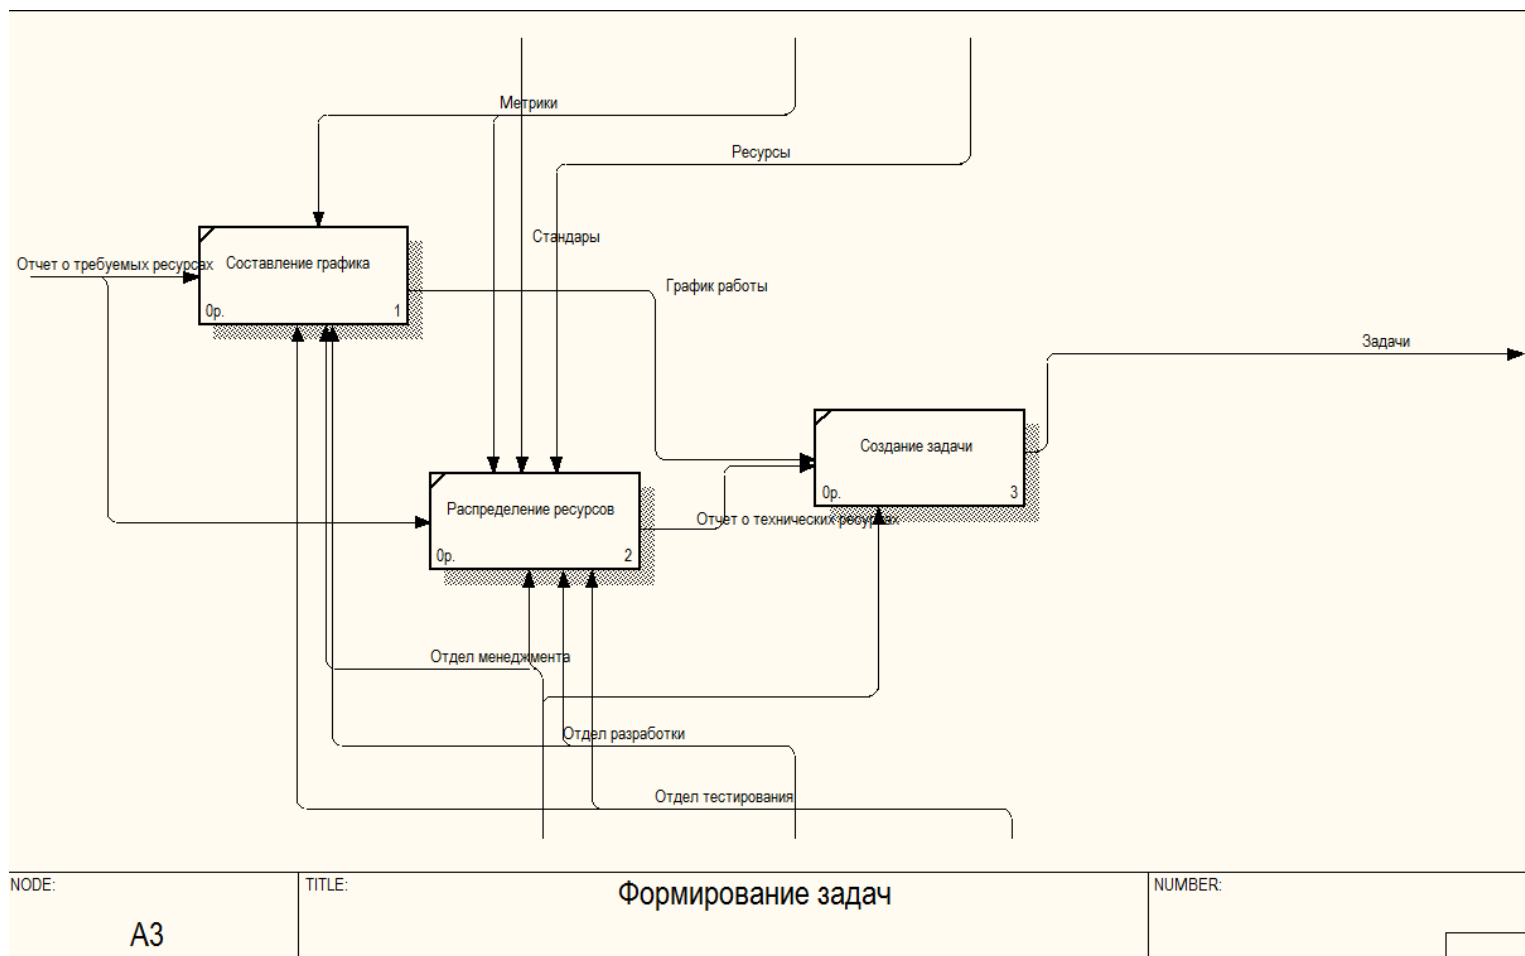 Метрики
Ресурсы
Стандары
Отчет о требуемых ресурсах
Составление графика
0р.
1
График работы
Задачи
Создание задачи
0р.
3
Распределение ресурсов
0р.
2
Отчет о технических ресурсах
Отдел менеджмента
Отдел разработки
Отдел тестирования
NODE:
TITLE:
Формирование задач
NUMBER:
A3